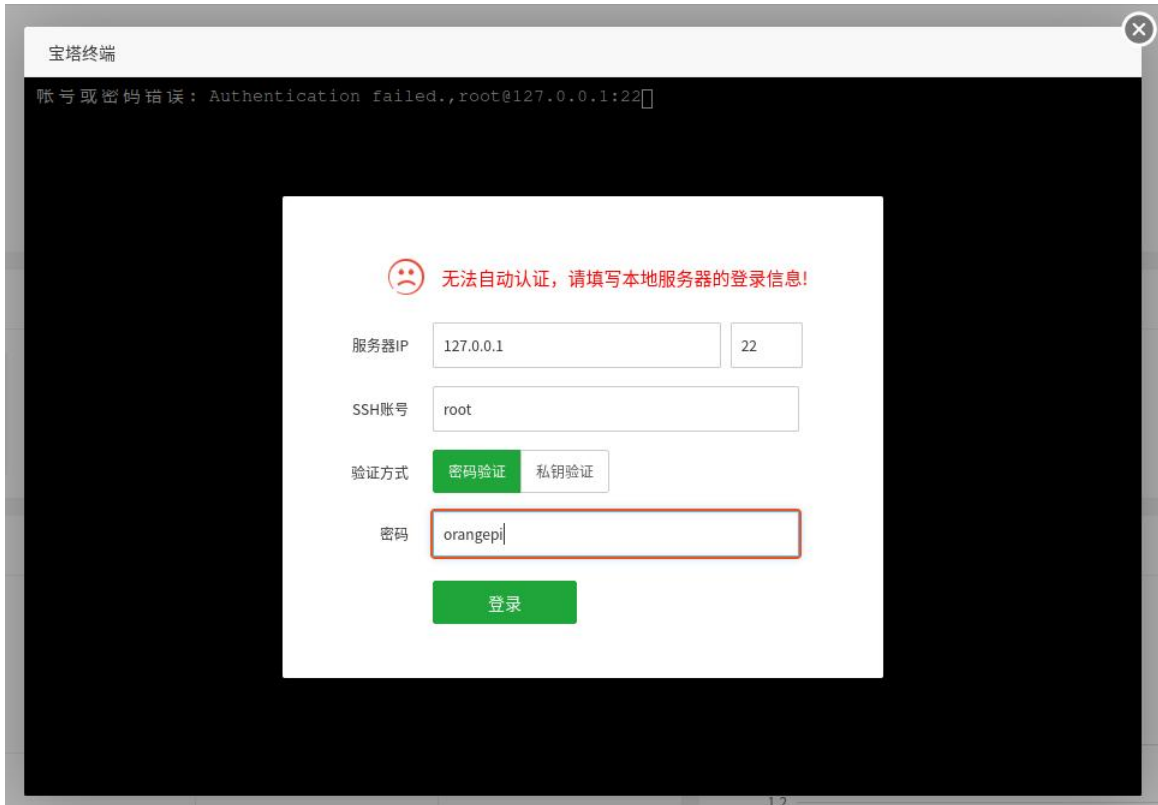 宝塔终端
账号或密码错误: Authentication failed.,root@127.0.0.1:22
无法自动认证，请填写本地服务器的登录信息!
服务器IP 127.0.0.1 22
SSH账号 root
验证方式 密码验证 私钥验证
密码 orangepi
登录